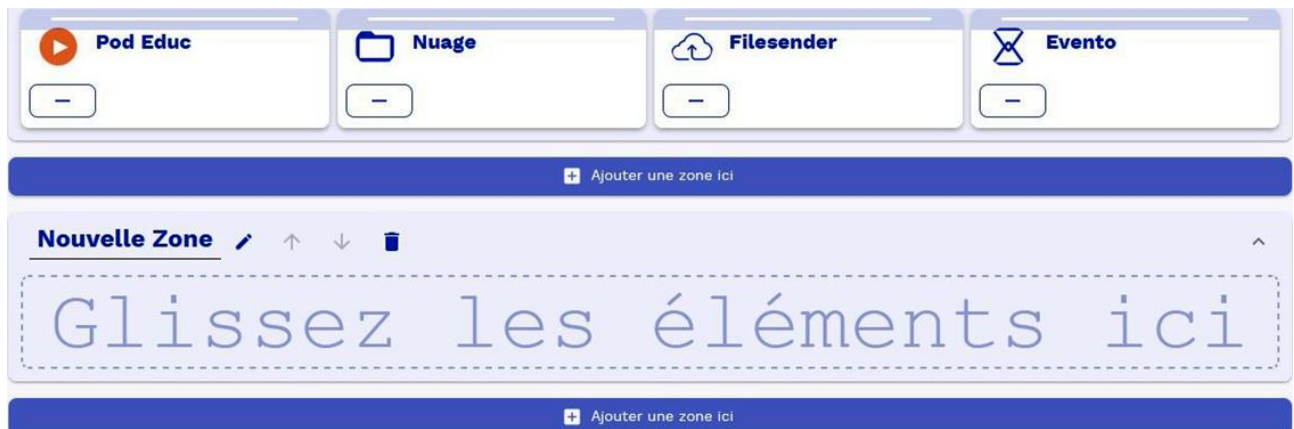 Pod Educ Nuage Filesender Evento
Ajouter une zone ici
Nouvelle Zone
Glissez les éléments ici
Ajouter une zone ici